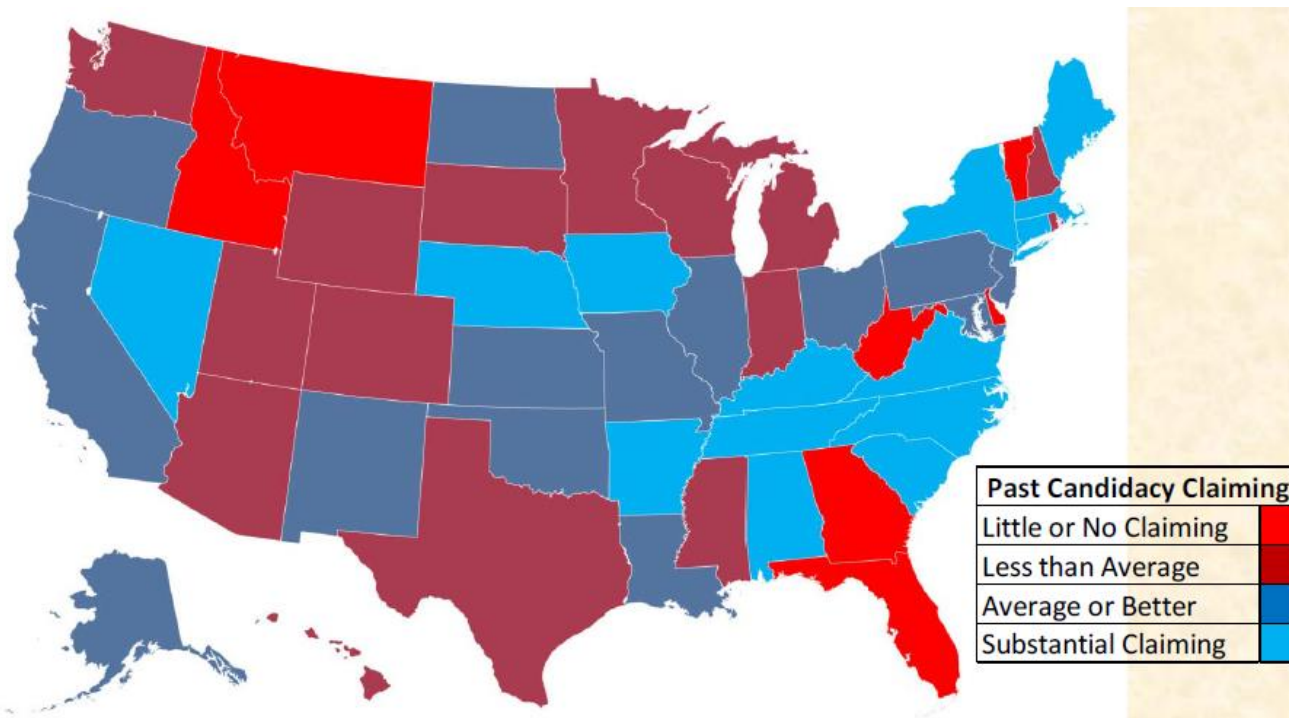 Past Candidacy Claiming
Little or No Claiming
Less than Average
Average or Better
Substantial Claiming